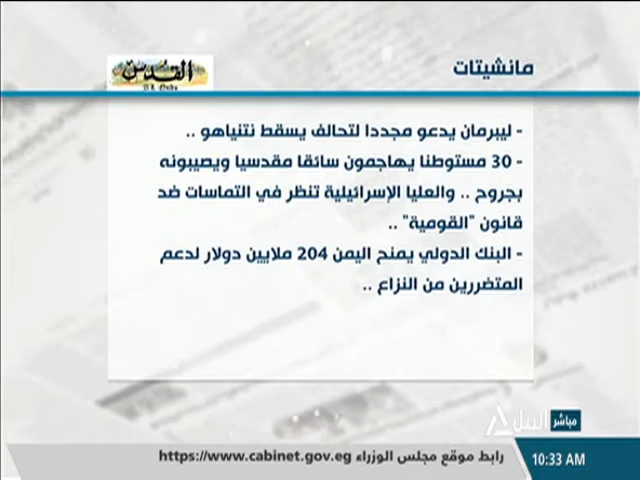 مانشيتات
القدس
- ليبرمان يدعو مجددا لتحالف يسقط نتنياهو ..
- 30 مستوطنا يهاجمون سائقا مقدسيا ويصيبونه
بجروح .. والعليا الإسرائيلية تنظر في التماسات ضد
قانون "القومية" ..
- البنك الدولي يمنح اليمن 204 ملايين دولار لدعم
المتضررين من النزاع ..
مباشر النيل
رابط موقع مجلس الوزراء https://www.cabinet.gov.eg
10:33 AM